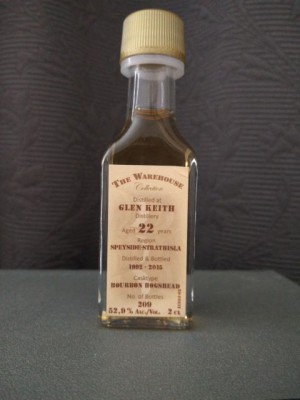 THE WAREHOUSE
Collection
Distilled at
GLEN KEITH
Distillery
Aged 22 years
Region
SPEYSIDE/STRATHISLA
Distilled & Bottled
1992 - 2015
Casktype
BOURBON HOGSHEAD
No. of Bottles
209
52,9% Alc./Vol. 2 CL